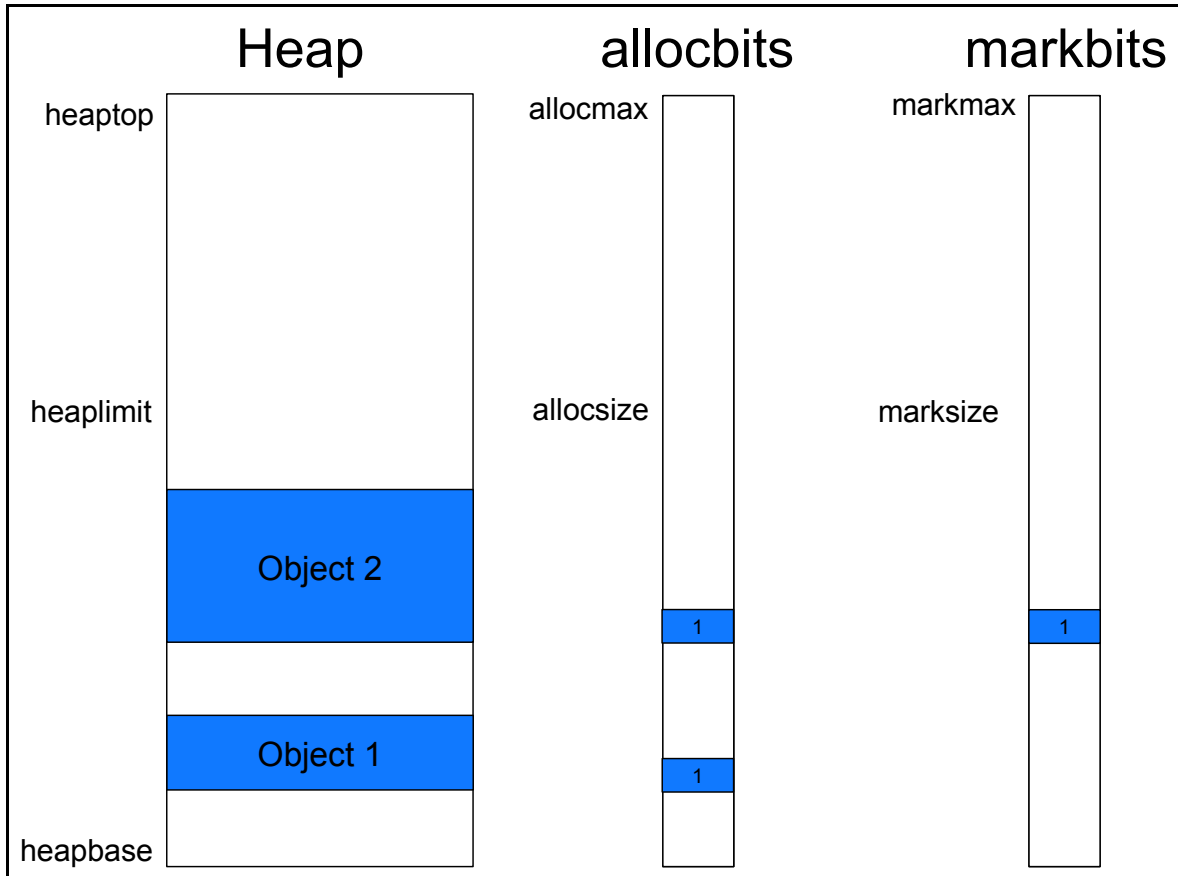 Heap allocbits markbits
heaptop allocmax markmax
heaplimit allocsize marksize
Object 2
1 1
Object 1
1
heapbase